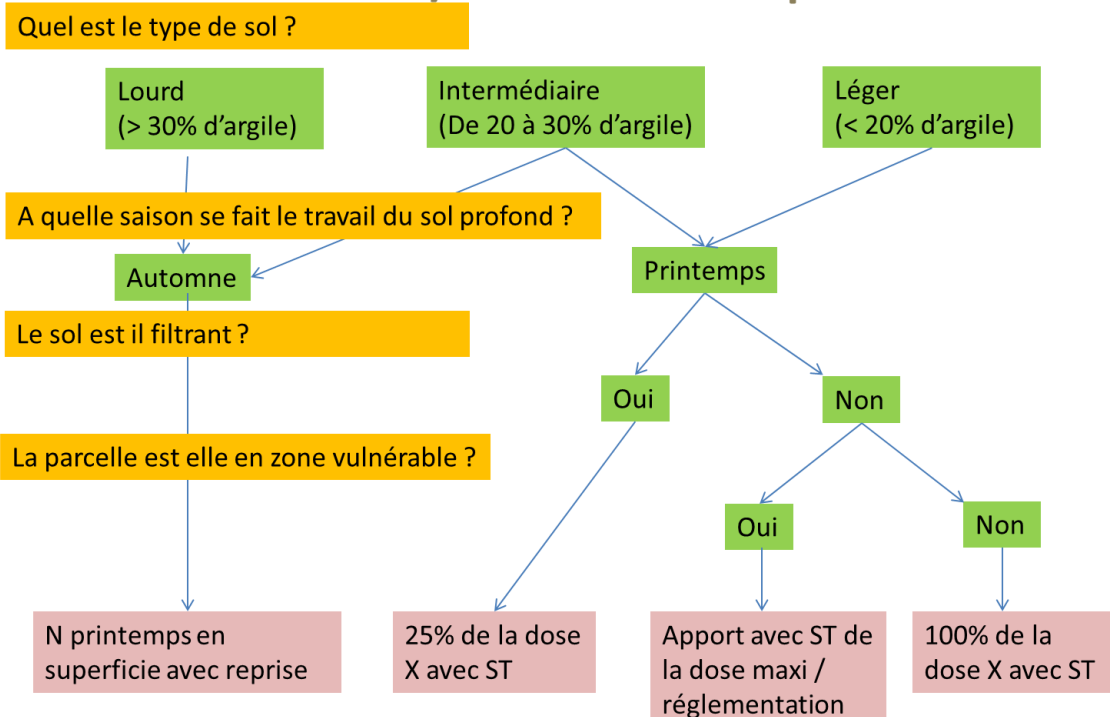 Quel est le type de sol ?
Lourd
(> 30% d’argile)
Intermédiaire
(De 20 à 30% d’argile)
Léger
(< 20% d’argile)
A quelle saison se fait le travail du sol profond ?
Automne
Printemps
Le sol est il filtrant ?
Oui
Non
La parcelle est elle en zone vulnérable ?
Oui
Non
N printemps en
superficie avec reprise
25% de la dose
X avec ST
Apport avec ST de
la dose maxi /
réglementation
100% de la
dose X avec ST